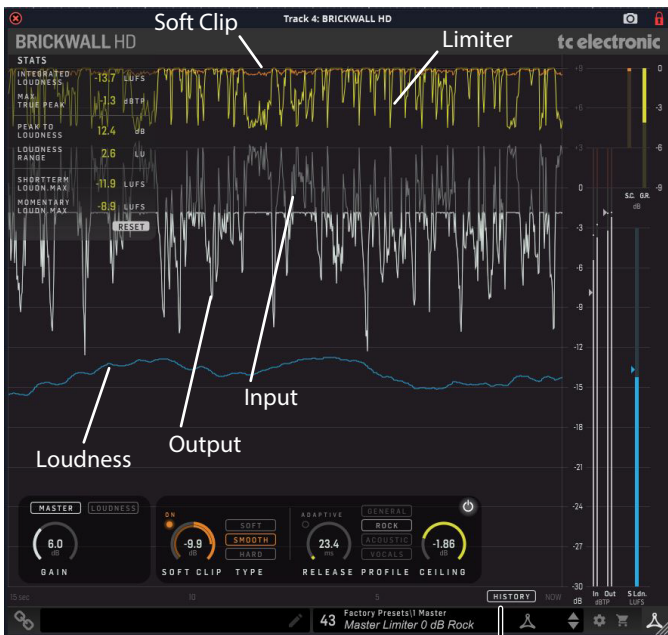 Track 4: BRICKWALL HD
Soft Clip
Limiter
BRICKWALL HD
tc electronic
STATS
INTEGRATED LOUDNESS -13.7 LUFS
MAX TRUE PEAK -1.3 dBTP
PEAK TO LOUDNESS 12.4 dB
LOUDNESS RANGE 2.6 LU
SHORTTERM LOUDN.MAX -11.9 LUFS
MOMENTARY LOUDN.MAX -8.9 LUFS
RESET
+9 0
+6 -3
+3 -6
0 -9
S.C. G.R.
dB
-3
-6
-9
-12
-15
-18
-21
-24
-27
-30
dB
In Out
dBTP
S Ldn.
LUFS
Input
Output
Loudness
MASTER LOUDNESS
6.0
dB
GAIN
ON
-9.9
dB
SOFT CLIP
SOFT
SMOOTH
HARD
TYPE
ADAPTIVE
23.4
ms
RELEASE
GENERAL
ROCK
ACOUSTIC
VOCALS
PROFILE
-1.86
dB
CEILING
15 sec 10 5 HISTORY NOW
43 Factory Presets\1 Master
Master Limiter 0 dB Rock